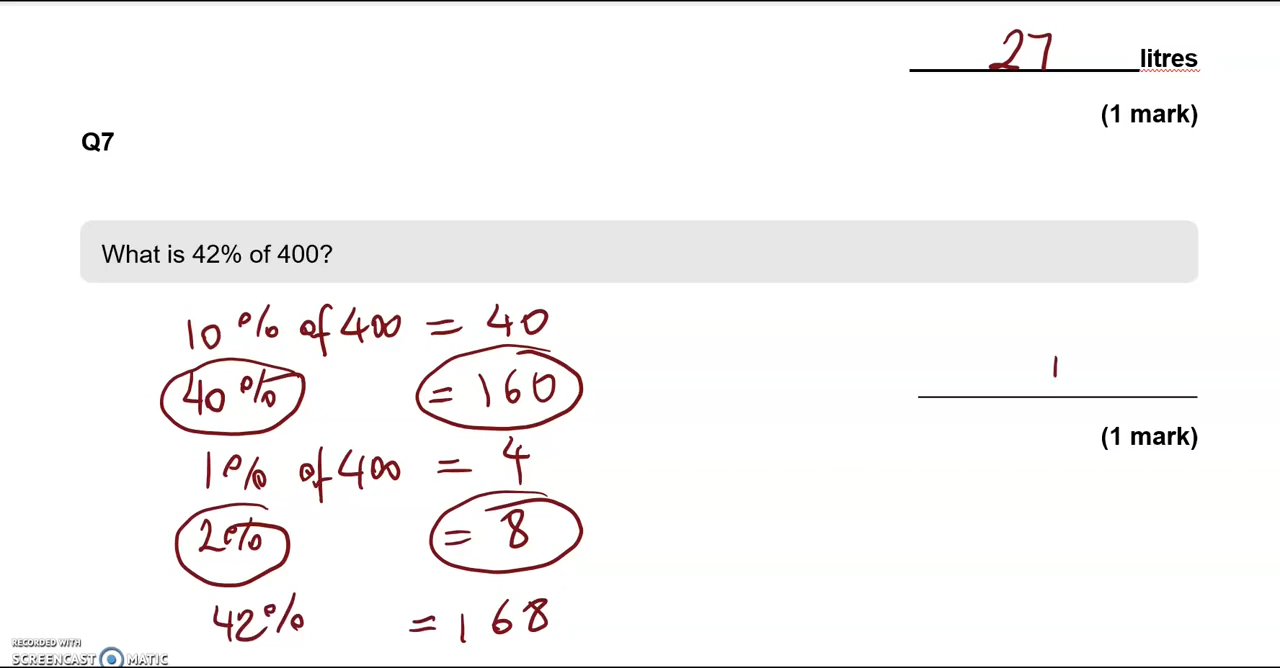 27 litres
(1 mark)
Q7
What is 42% of 400?
10% of 400 = 40
40% = 160
1
(1 mark)
1% of 400 = 4
2% = 8
42% = 168
RECORDED WITH
SCREENCAST MATIC